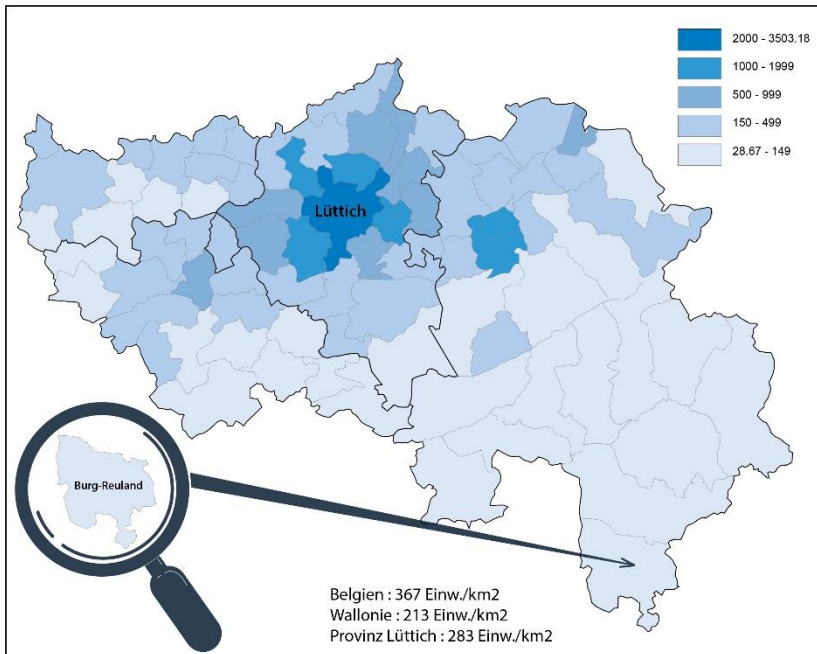 2000 - 3503.18
1000 - 1999
500 - 999
150 - 499
28.67 - 149
Lüttich
Burg-Reuland
Belgien : 367 Einw./km2
Wallonie : 213 Einw./km2
Provinz Lüttich : 283 Einw./km2